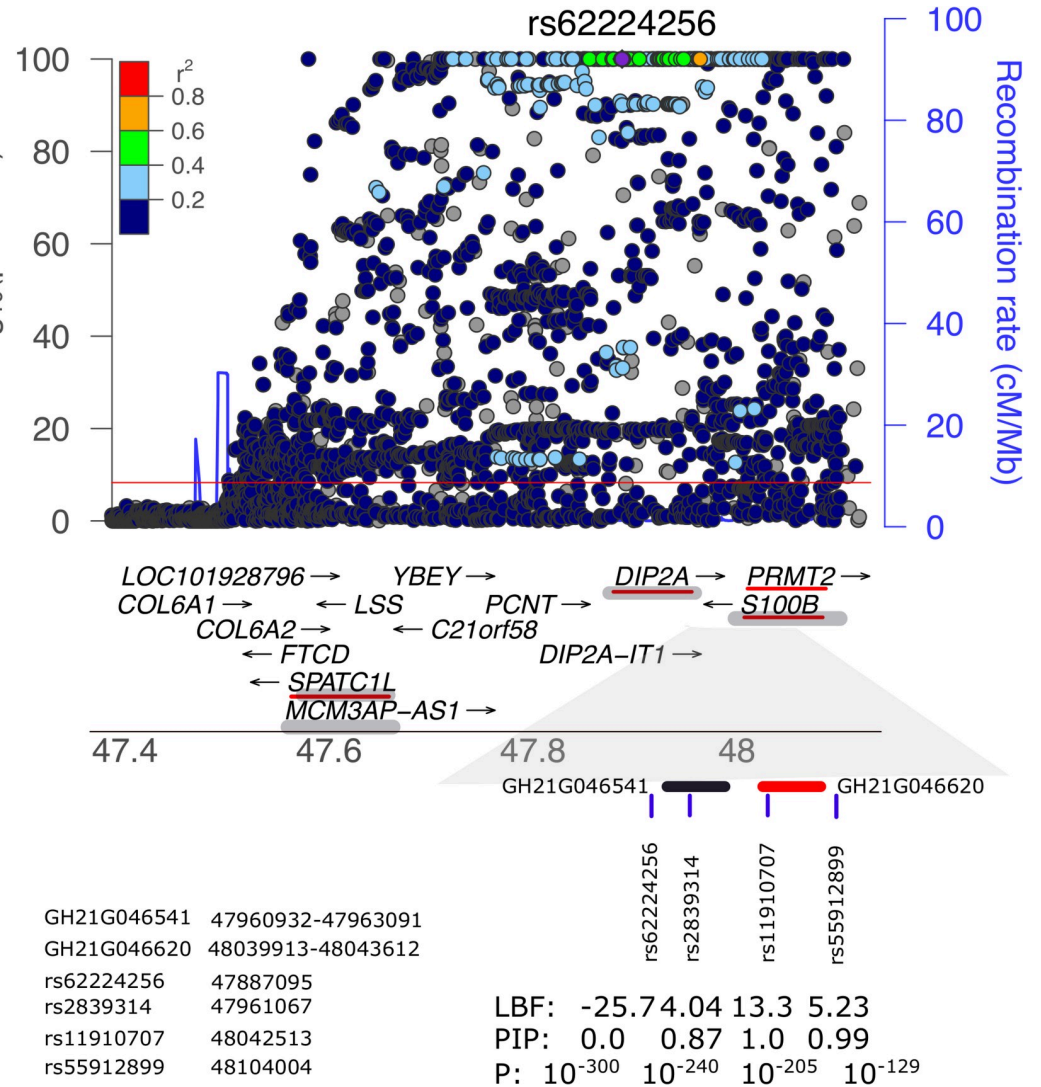 rs62224256
100
80
60
40
20
0
r2
0.8
0.6
0.4
0.2
100
80
60
40
20
0
Recombination rate (cM/Mb)
LOC101928796 → YBEY → DIP2A → PRMT2 →
COL6A1 → ← LSS PCNT → ← S100B
COL6A2 → ← C21orf58
← FTCD DIP2A−IT1 →
← SPATC1L
MCM3AP−AS1 →
47.4 47.6 47.8 48
GH21G046541 GH21G046620
rs62224256
rs2839314
rs11910707
rs55912899
GH21G046541 47960932-47963091
GH21G046620 48039913-48043612
rs62224256 47887095
rs2839314 47961067
rs11910707 48042513
rs55912899 48104004
LBF: -25.7 4.04 13.3 5.23
PIP: 0.0 0.87 1.0 0.99
P: 10-300 10-240 10-205 10-129